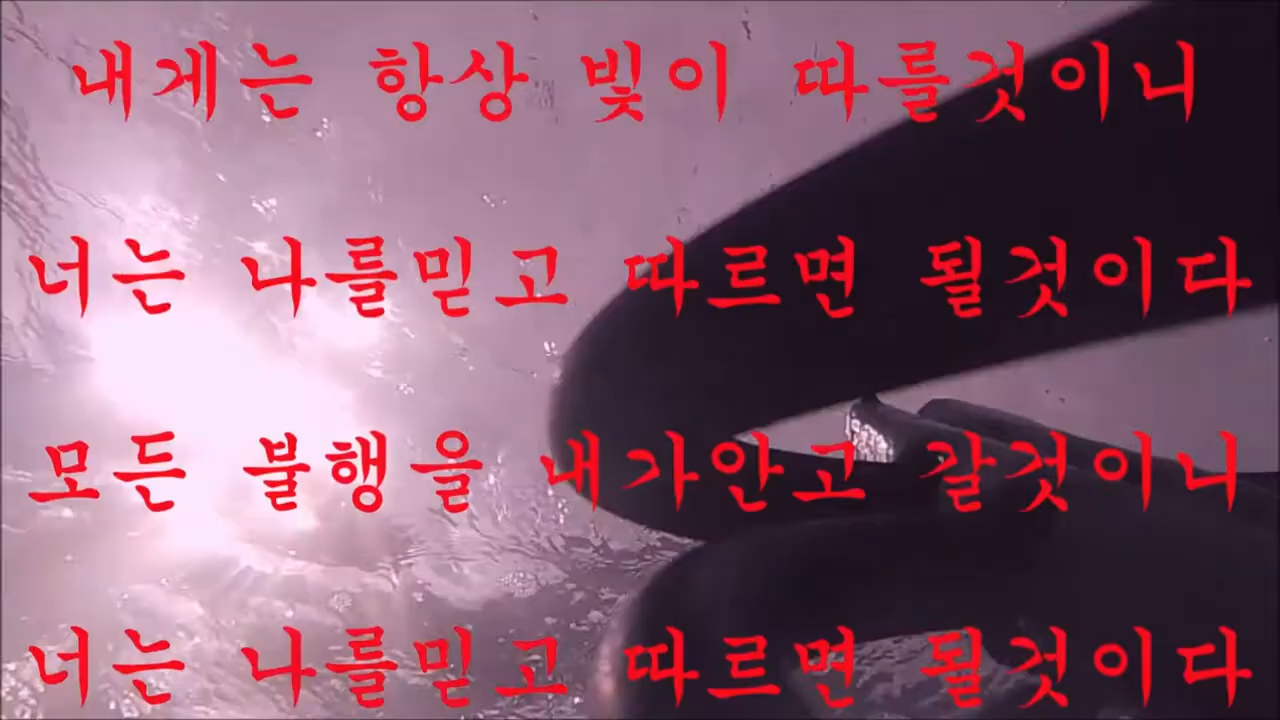 내게는 항상 빛이 따를것이니
너는 나를믿고 따르면 될것이다
모든 불행을 내가안고 갈것이니
너는 나를믿고 따르면 될것이다